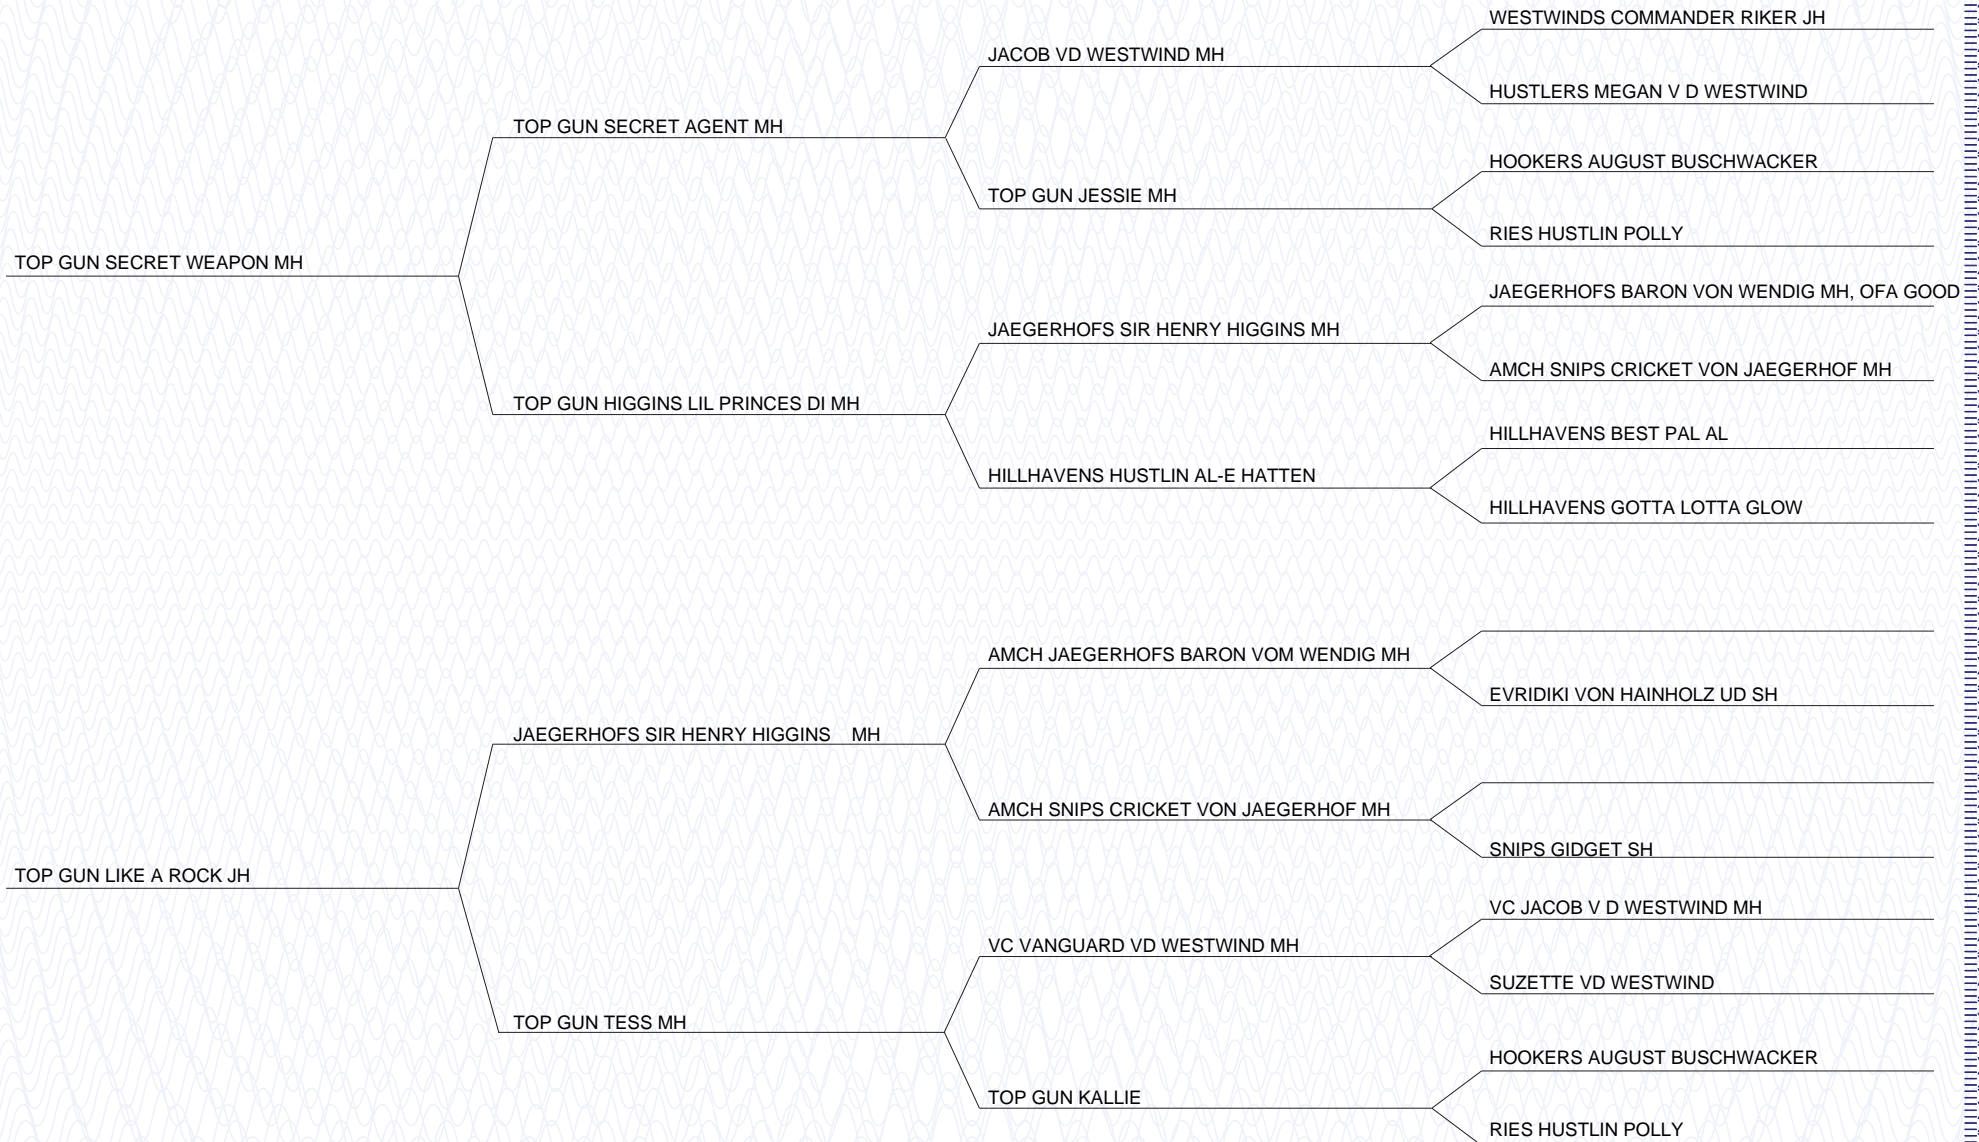 WESTWINDS COMMANDER RIKER JH
JACOB VD WESTWIND MH
HUSTLERS MEGAN V D WESTWIND
TOP GUN SECRET AGENT MH
HOOKERS AUGUST BUSCHWACKER
TOP GUN JESSIE MH
RIES HUSTLIN POLLY
TOP GUN SECRET WEAPON MH
JAEGERHOFS BARON VON WENDIG MH, OFA GOOD
JAEGERHOFS SIR HENRY HIGGINS MH
AMCH SNIPS CRICKET VON JAEGERHOF MH
TOP GUN HIGGINS LIL PRINCES DI MH
HILLHAVENS BEST PAL AL
HILLHAVENS HUSTLIN AL-E HATTEN
HILLHAVENS GOTTA LOTTA GLOW
AMCH JAEGERHOFS BARON VOM WENDIG MH
EVRIDIKI VON HAINHOLZ UD SH
JAEGERHOFS SIR HENRY HIGGINS MH
AMCH SNIPS CRICKET VON JAEGERHOF MH
SNIPS GIDGET SH
TOP GUN LIKE A ROCK JH
VC JACOB V D WESTWIND MH
VC VANGUARD VD WESTWIND MH
SUZETTE VD WESTWIND
TOP GUN TESS MH
HOOKERS AUGUST BUSCHWACKER
TOP GUN KALLIE
RIES HUSTLIN POLLY